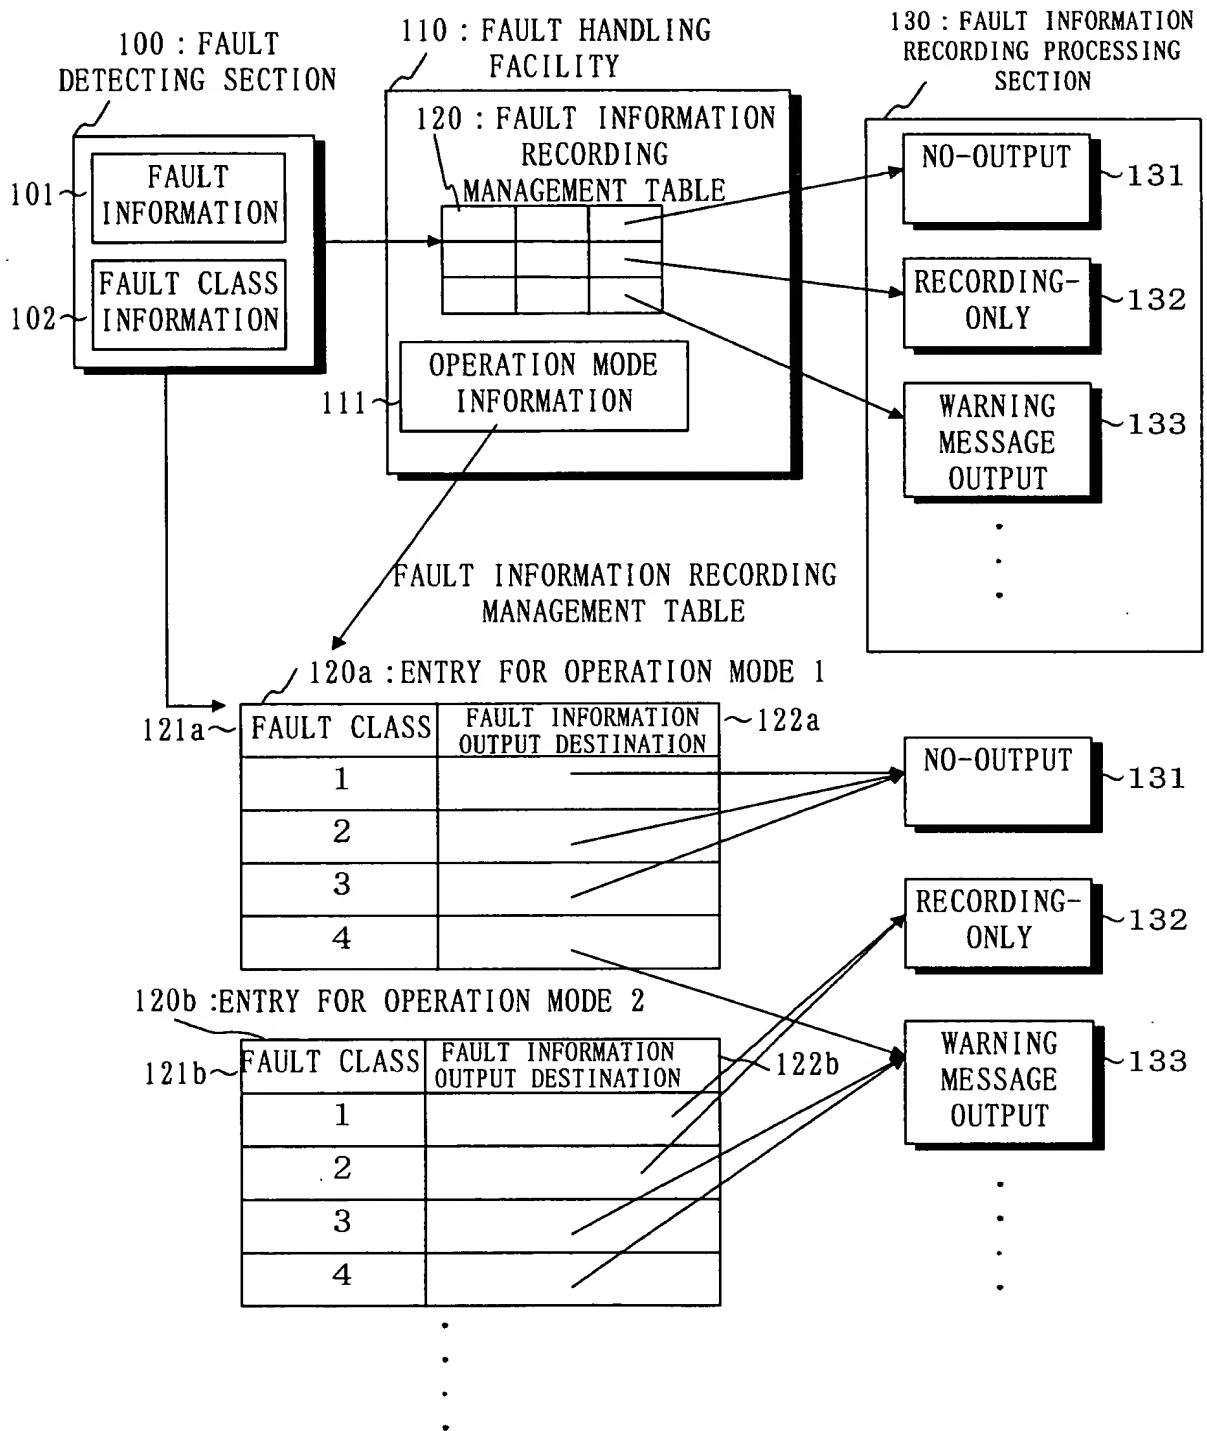 100 : FAULT
DETECTING SECTION
110 : FAULT HANDLING
FACILITY
130 : FAULT INFORMATION
RECORDING PROCESSING
SECTION
101
FAULT
INFORMATION
102
FAULT CLASS
INFORMATION
120 : FAULT INFORMATION
RECORDING
MANAGEMENT TABLE
111
OPERATION MODE
INFORMATION
NO-OUTPUT
131
RECORDING-
ONLY
132
WARNING
MESSAGE
OUTPUT
133
FAULT INFORMATION RECORDING
MANAGEMENT TABLE
120a : ENTRY FOR OPERATION MODE 1
121a
FAULT CLASS
FAULT INFORMATION
OUTPUT DESTINATION
122a
1
2
3
4
NO-OUTPUT
131
RECORDING-
ONLY
132
WARNING
MESSAGE
OUTPUT
133
120b :ENTRY FOR OPERATION MODE 2
121b
FAULT CLASS
FAULT INFORMATION
OUTPUT DESTINATION
122b
1
2
3
4